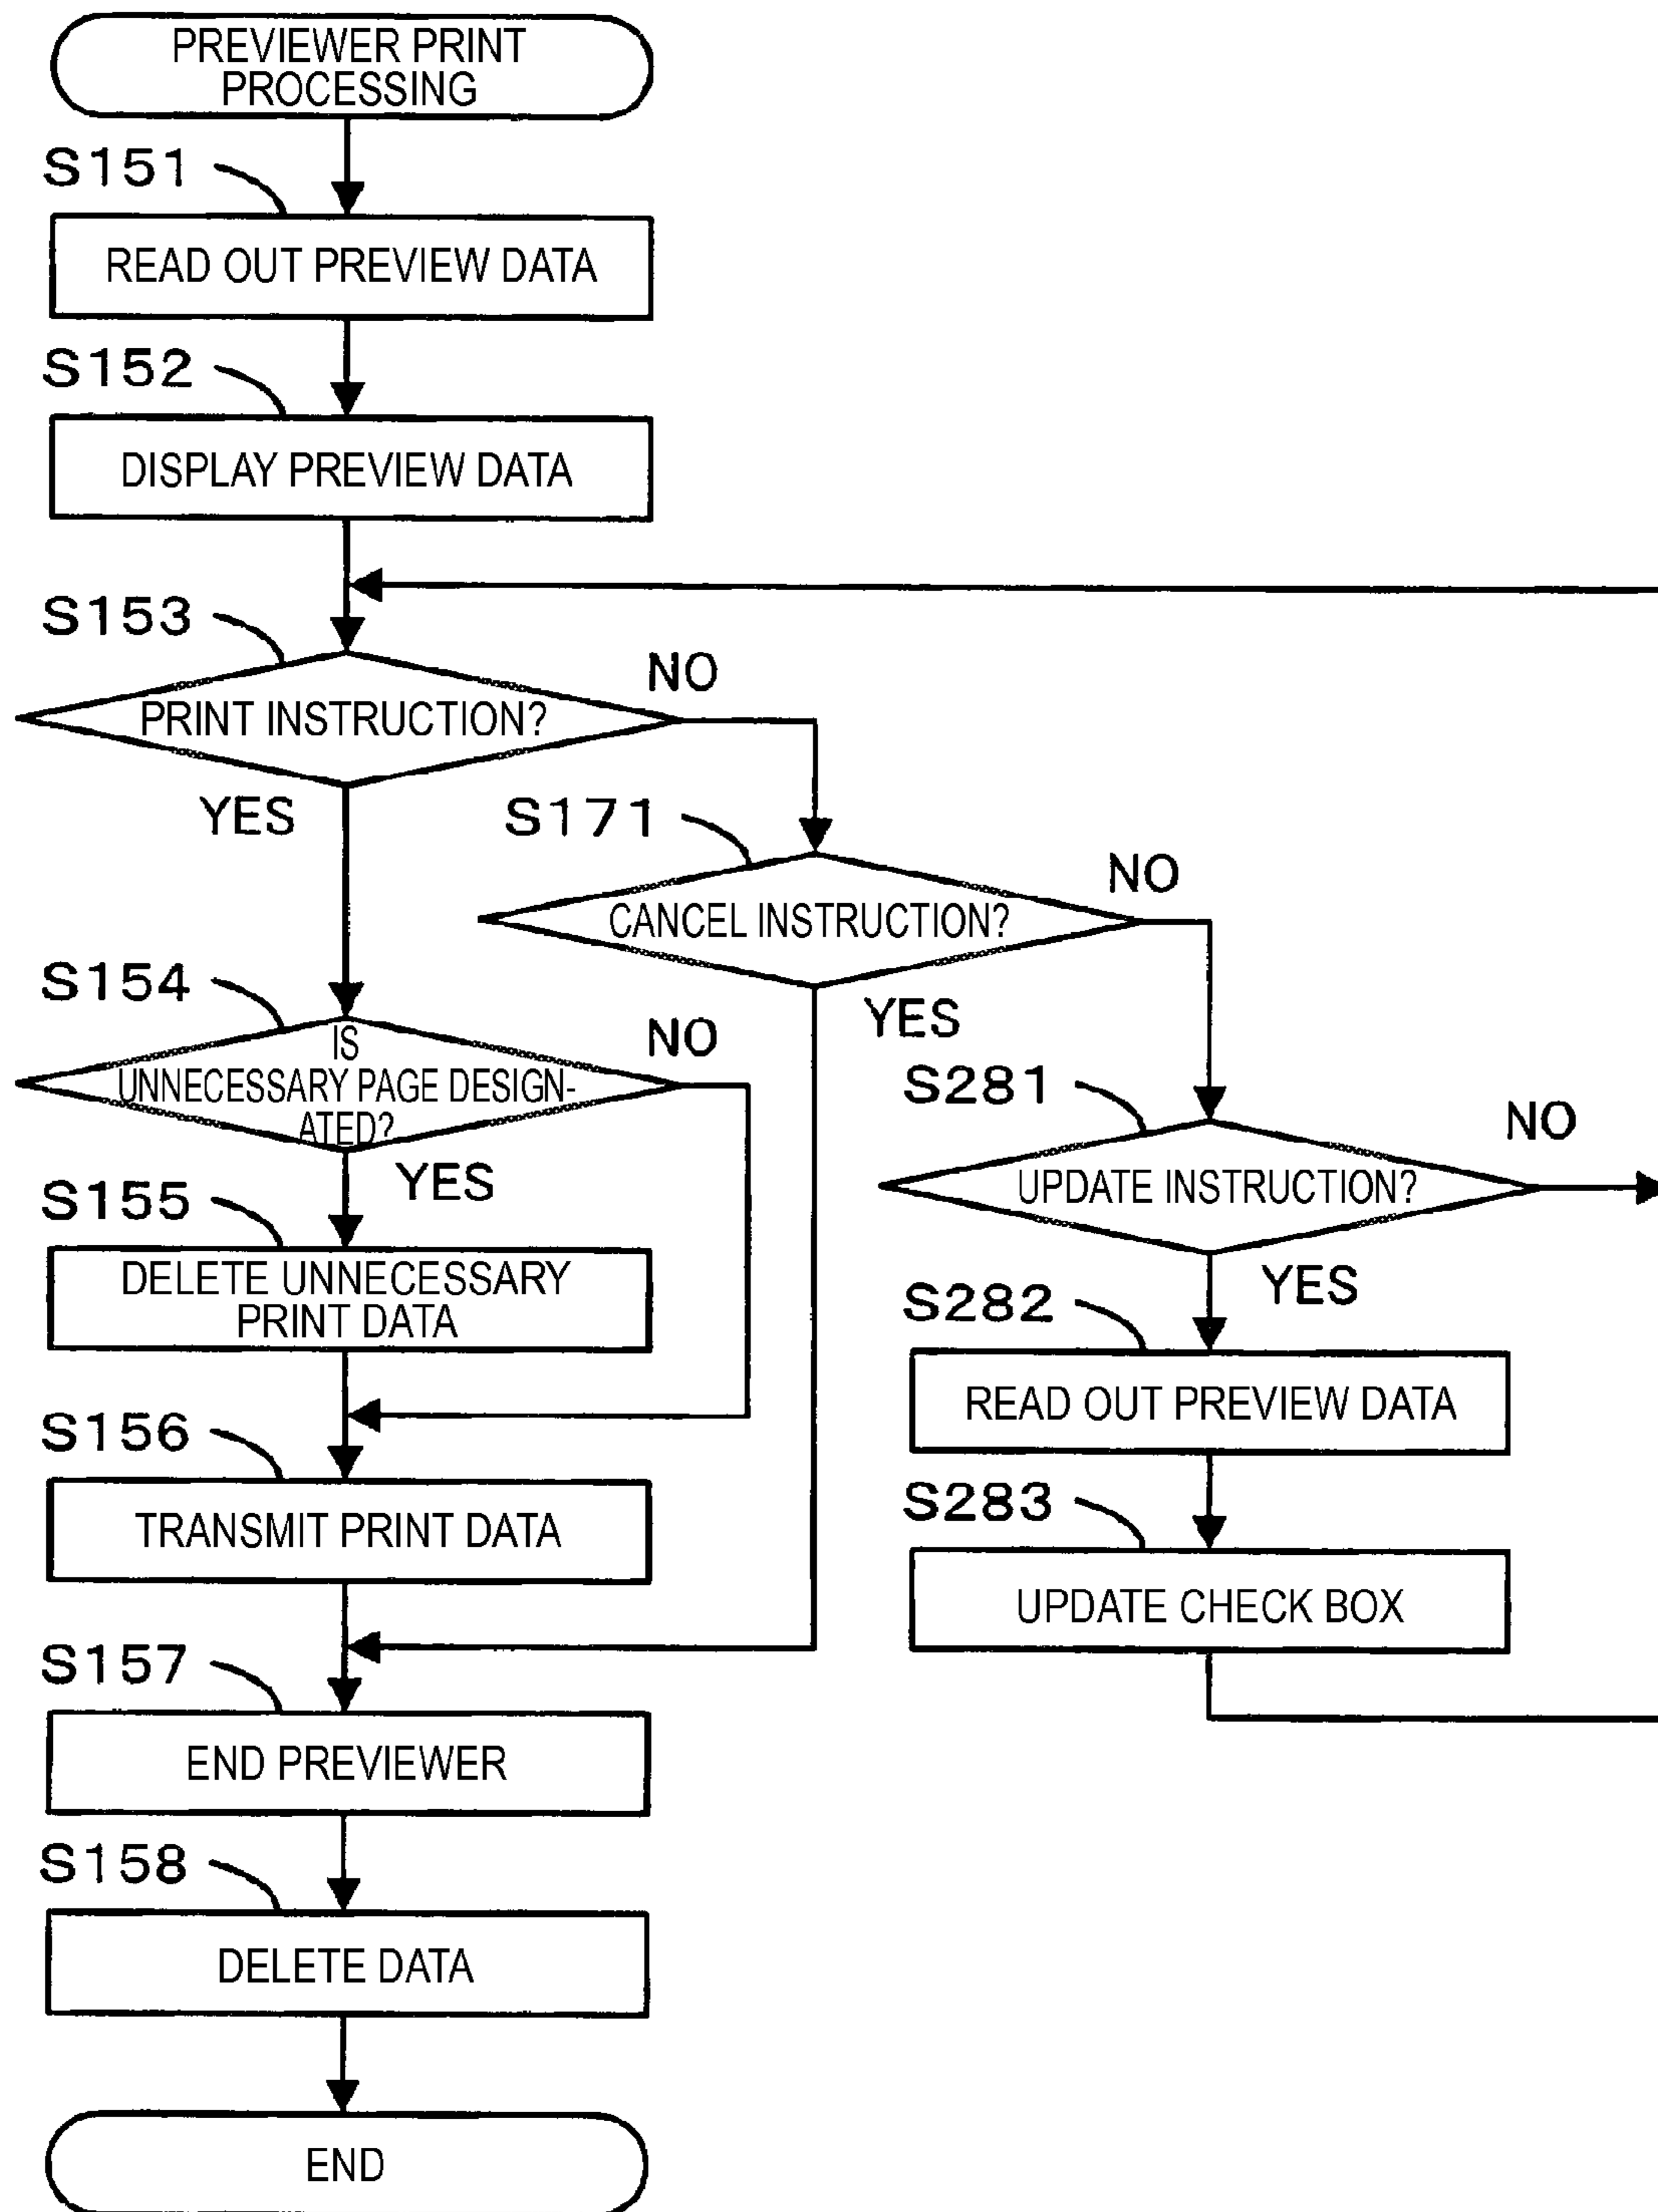 PREVIEWER PRINT
PROCESSING
S151
READ OUT PREVIEW DATA
S152
DISPLAY PREVIEW DATA
S153
PRINT INSTRUCTION?
NO
YES
S171
CANCEL INSTRUCTION?
NO
YES
S154
IS
UNNECESSARY PAGE DESIGN-
ATED?
NO
YES
S281
UPDATE INSTRUCTION?
NO
YES
S155
DELETE UNNECESSARY
PRINT DATA
S282
READ OUT PREVIEW DATA
S156
TRANSMIT PRINT DATA
S283
UPDATE CHECK BOX
S157
END PREVIEWER
S158
DELETE DATA
END